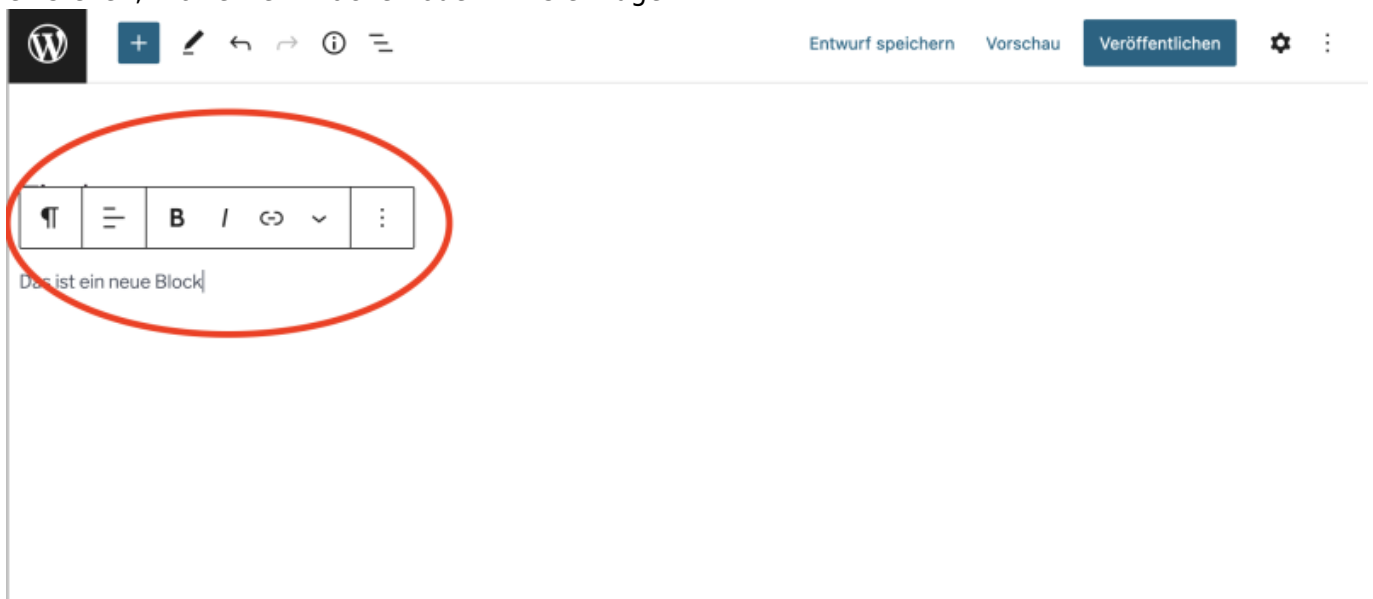 Entwurf speichern Vorschau Veröffentlichen
B I
Das ist ein neue Block